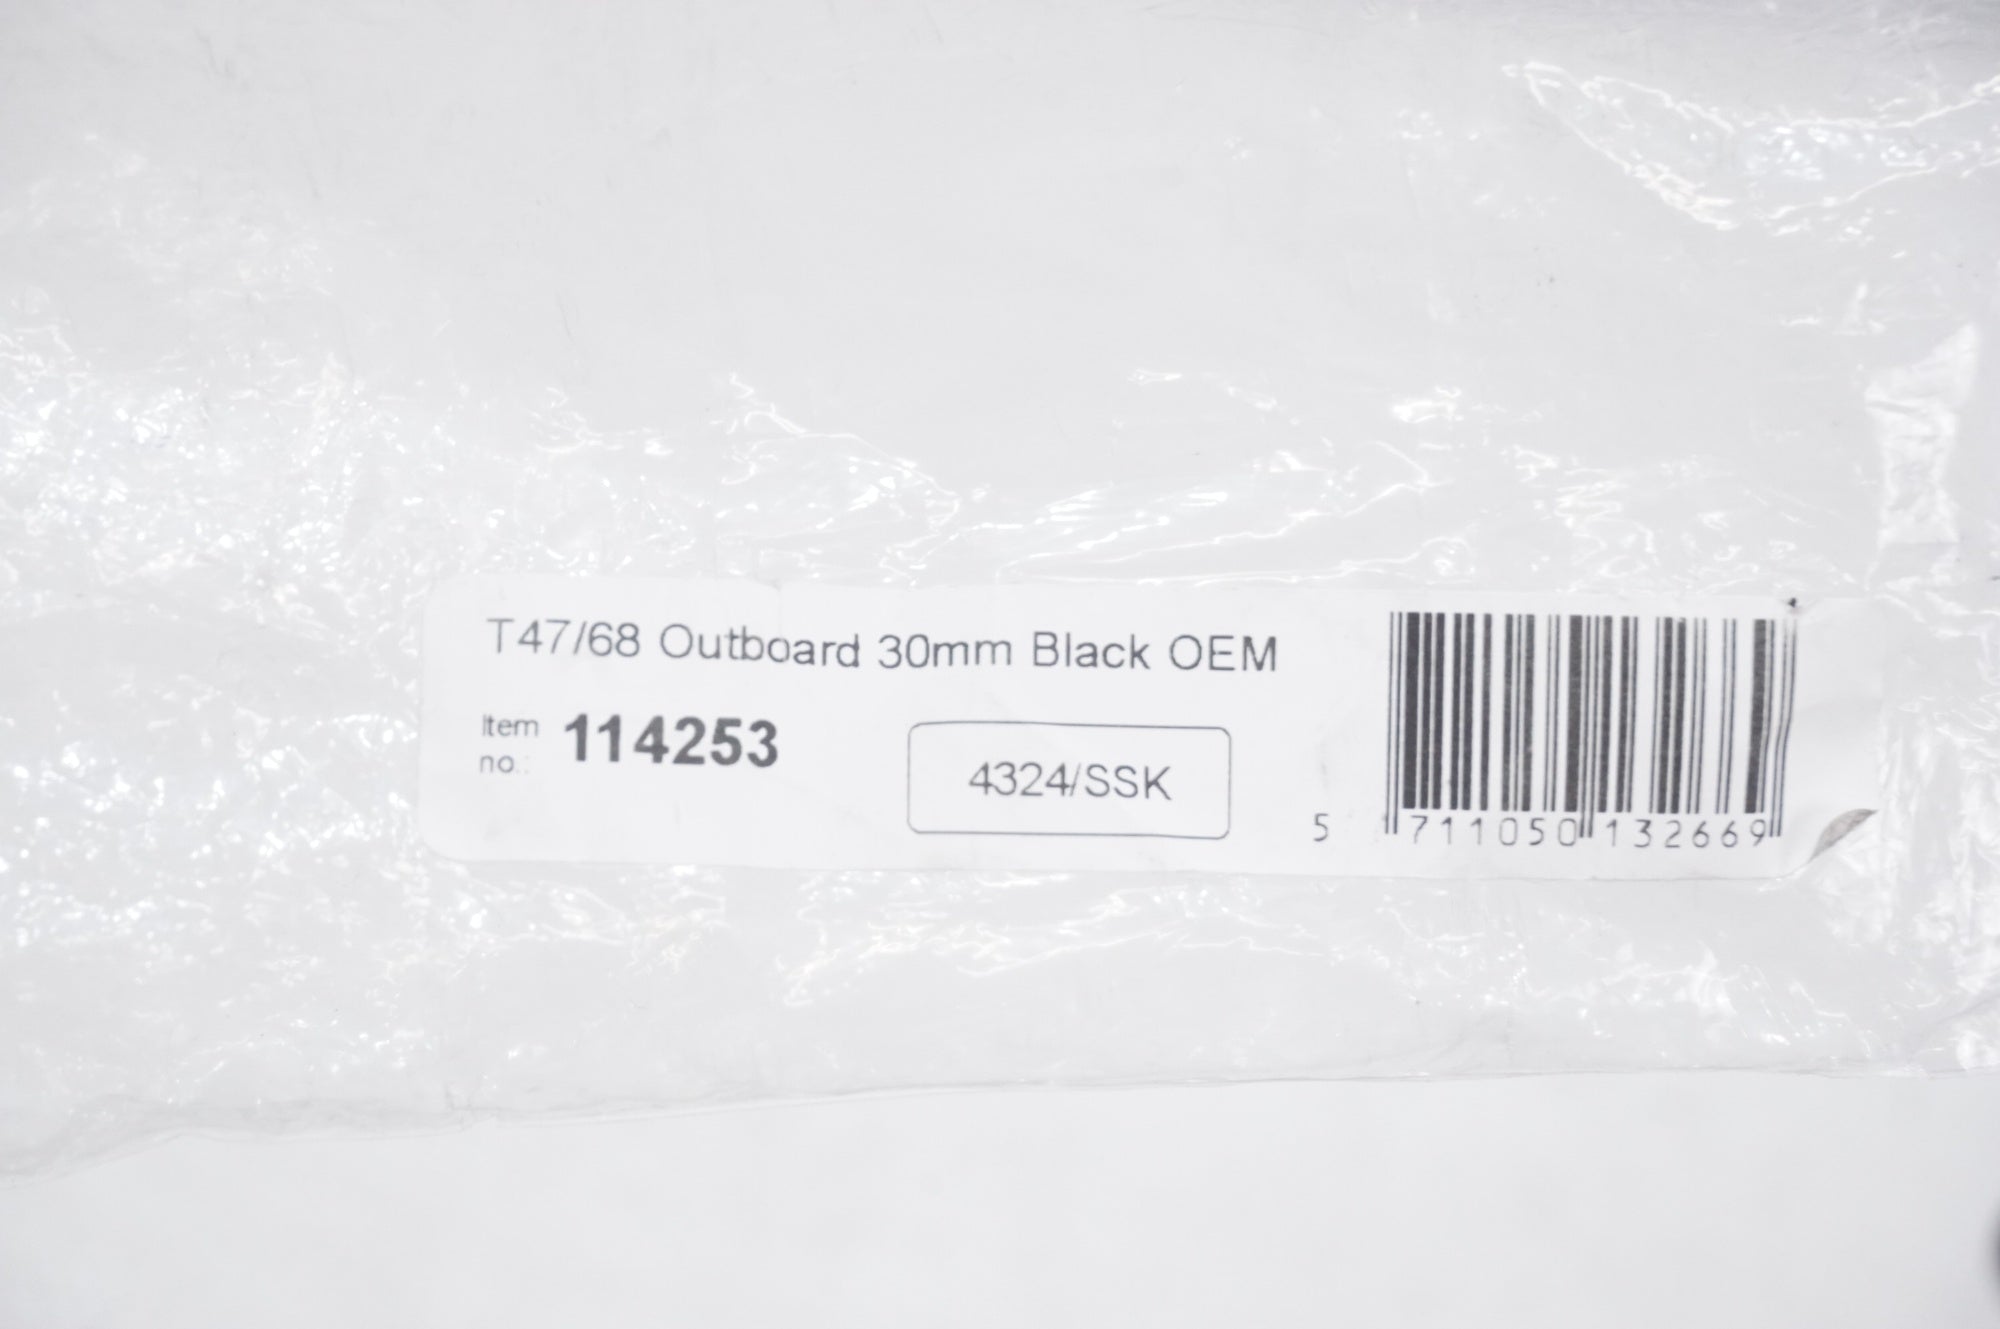 T47/68 Outboard 30mm Black OEM
Item no.: 114253
4324/SSK
5 711050 132669